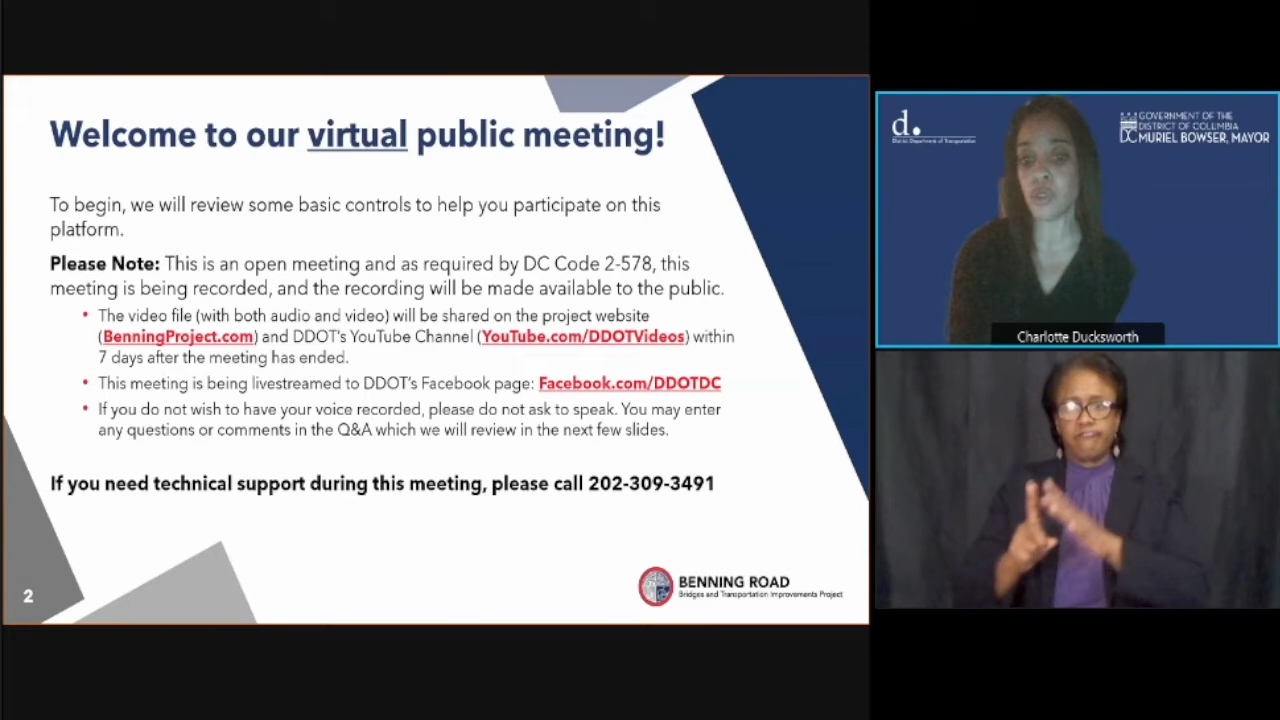 Welcome to our virtual public meeting!
To begin, we will review some basic controls to help you participate on this
platform.
Please Note: This is an open meeting and as required by DC Code 2-578, this
meeting is being recorded, and the recording will be made available to the public.
• The video file (with both audio and video) will be shared on the project website
(BenningProject.com) and DDOT's YouTube Channel (YouTube.com/DDOTVideos) within
7 days after the meeting has ended.
• This meeting is being livestreamed to DDOT's Facebook page: Facebook.com/DDOTDC
• If you do not wish to have your voice recorded, please do not ask to speak. You may enter
any questions or comments in the Q&A which we will review in the next few slides.
If you need technical support during this meeting, please call 202-309-3491
2
BENNING ROAD
Bridges and Transportation Improvements Project
d.
District Department of Transportation
GOVERNMENT OF THE
DISTRICT OF COLUMBIA
DC MURIEL BOWSER, MAYOR
Charlotte Ducksworth